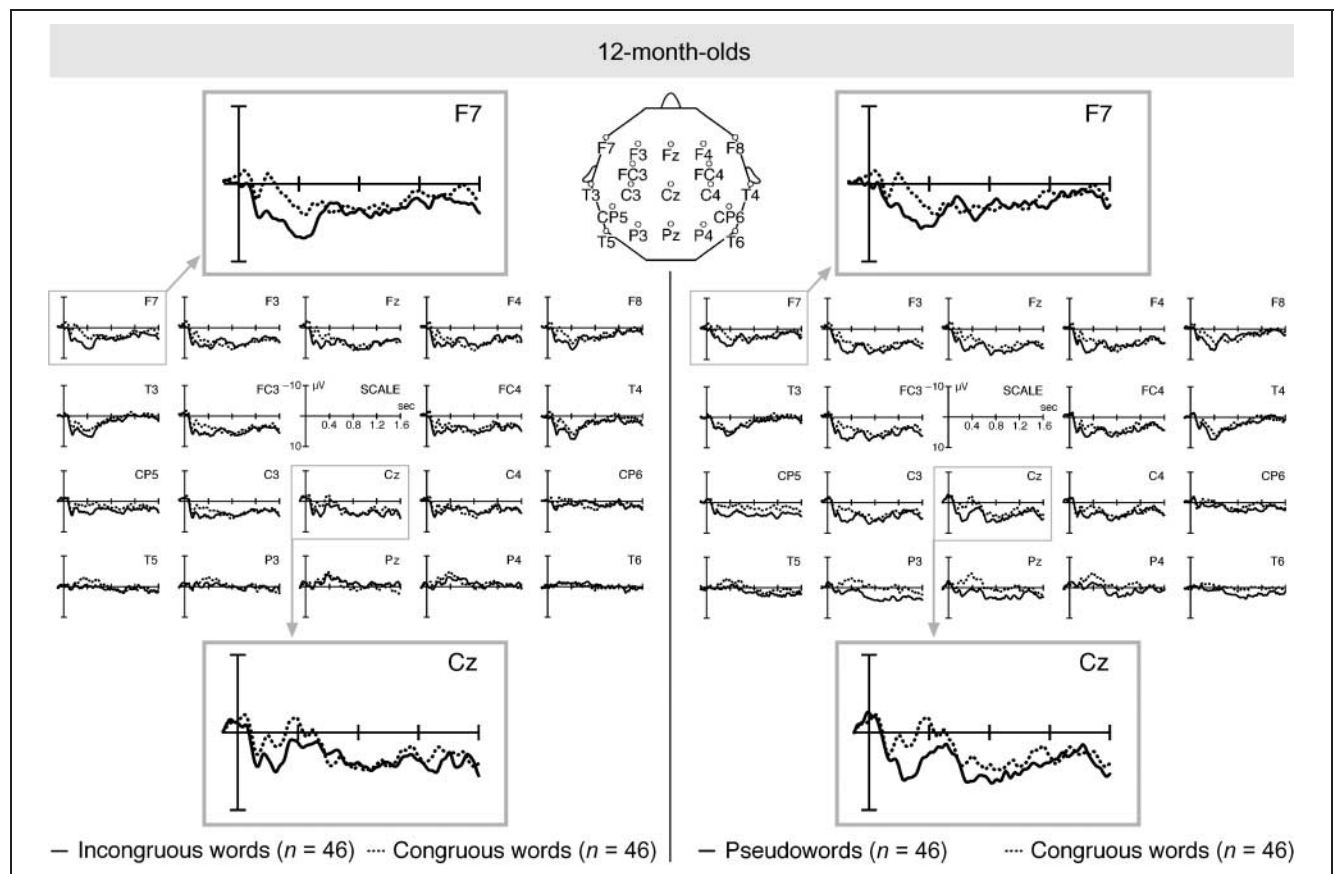 12-month-olds
F7
F7
F7 F3 Fz F4 F8
FC3 FC4
T3 C3 Cz C4 T4
CP5 CP6
T5 P3 Pz P4 T6
F7 F3 Fz F4 F8
F7 F3 Fz F4 F8
T3 FC3 −10 µV SCALE FC4 T4
sec
0.4 0.8 1.2 1.6
10
T3 FC3 −10 µV SCALE FC4 T4
sec
0.4 0.8 1.2 1.6
10
CP5 C3 Cz C4 CP6
CP5 C3 Cz C4 CP6
T5 P3 Pz P4 T6
T5 P3 Pz P4 T6
Cz
Cz
Incongruous words (n = 46) Congruous words (n = 46)
Pseudowords (n = 46) Congruous words (n = 46)